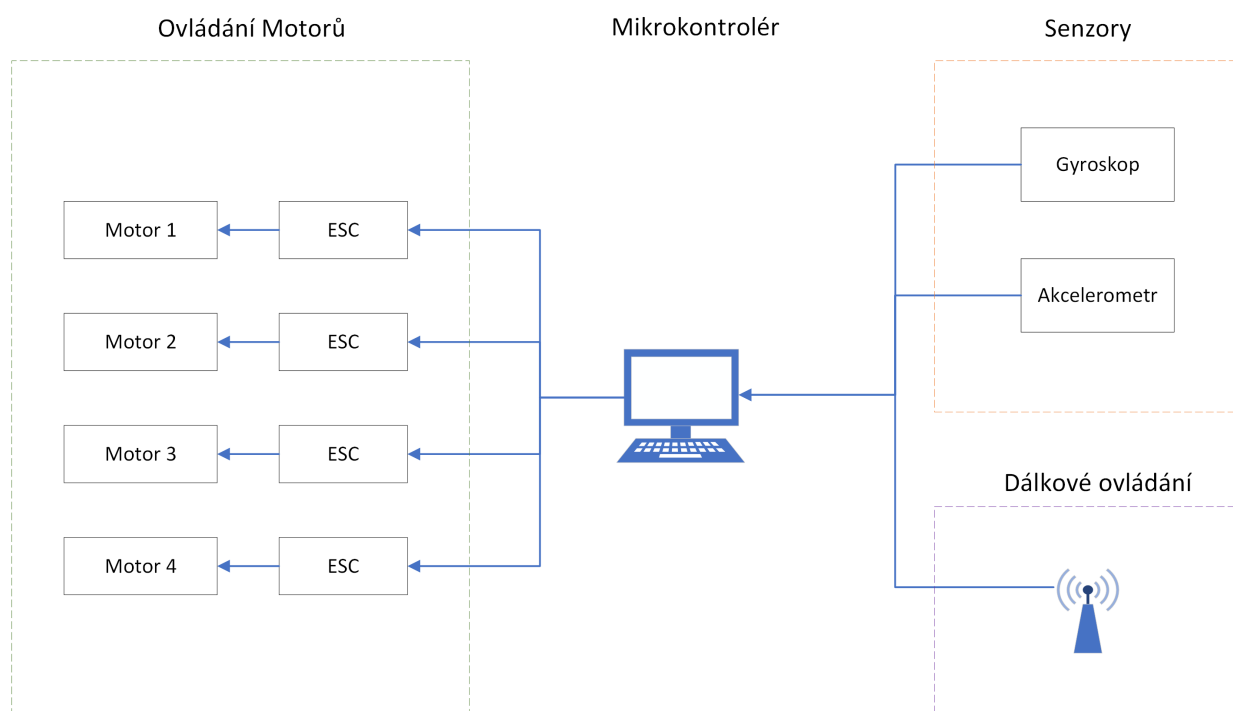 Ovládání Motorů
Mikrokontrolér
Senzory
Gyroskop
Motor 1
ESC
Akcelerometr
Motor 2
ESC
Motor 3
ESC
Dálkové ovládání
Motor 4
ESC